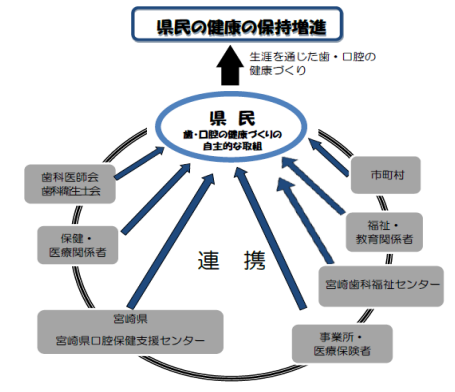 県民の健康の保持増進
生涯を通じた歯・口腔の
健康づくり
県 民
歯・口腔の健康づくりの
自主的な取組
歯科医師会
歯科衛生士会
市町村
保健・
医療関係者
福祉・
教育関係者
連 携
宮崎歯科福祉センター
宮崎県
宮崎県口腔保健支援センター
事業所・
医療保険者